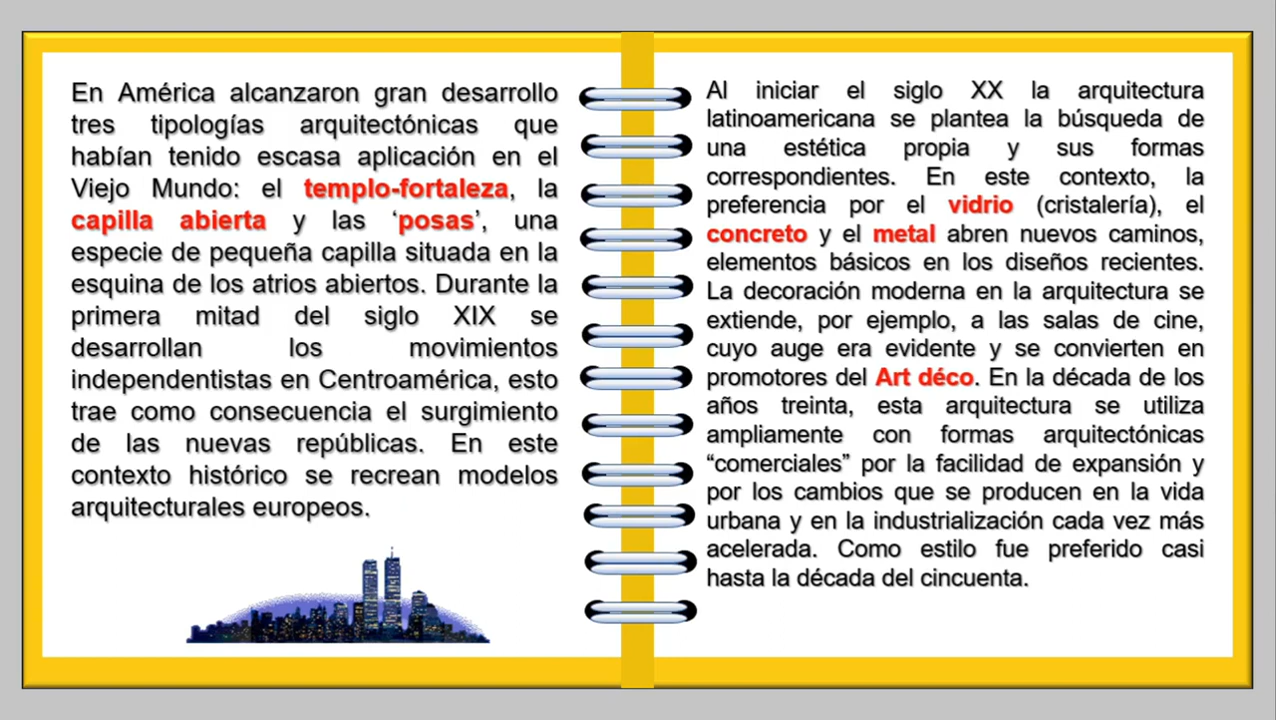 En América alcanzaron gran desarrollo
tres tipologías arquitectónicas que
habían tenido escasa aplicación en el
Viejo Mundo: el templo-fortaleza, la
capilla abierta y las ‘posas’, una
especie de pequeña capilla situada en la
esquina de los atrios abiertos. Durante la
primera mitad del siglo XIX se
desarrollan los movimientos
independentistas en Centroamérica, esto
trae como consecuencia el surgimiento
de las nuevas repúblicas. En este
contexto histórico se recrean modelos
arquitecturales europeos.
Al iniciar el siglo XX la arquitectura
latinoamericana se plantea la búsqueda de
una estética propia y sus formas
correspondientes. En este contexto, la
preferencia por el vidrio (cristalería), el
concreto y el metal abren nuevos caminos,
elementos básicos en los diseños recientes.
La decoración moderna en la arquitectura se
extiende, por ejemplo, a las salas de cine,
cuyo auge era evidente y se convierten en
promotores del Art déco. En la década de los
años treinta, esta arquitectura se utiliza
ampliamente con formas arquitectónicas
“comerciales” por la facilidad de expansión y
por los cambios que se producen en la vida
urbana y en la industrialización cada vez más
acelerada. Como estilo fue preferido casi
hasta la década del cincuenta.